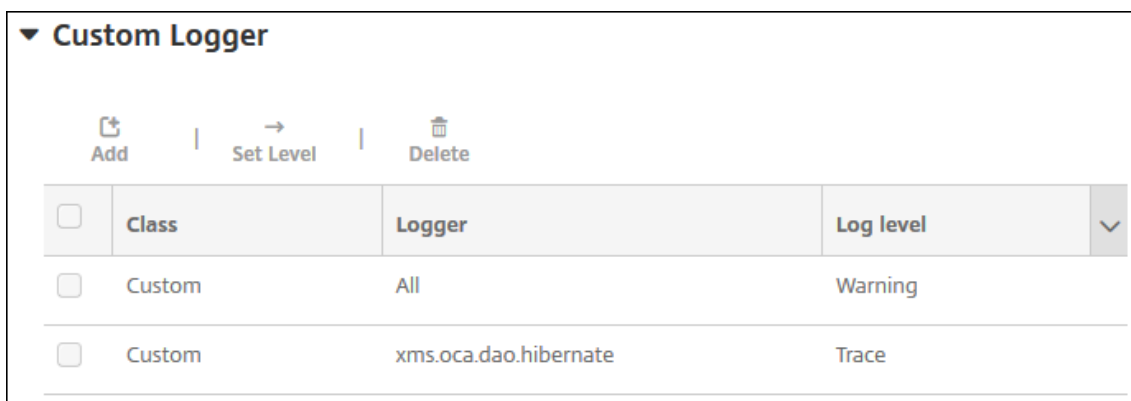 Custom Logger
Add | Set Level | Delete
Class Logger Log level
Custom All Warning
Custom xms.oca.dao.hibernate Trace